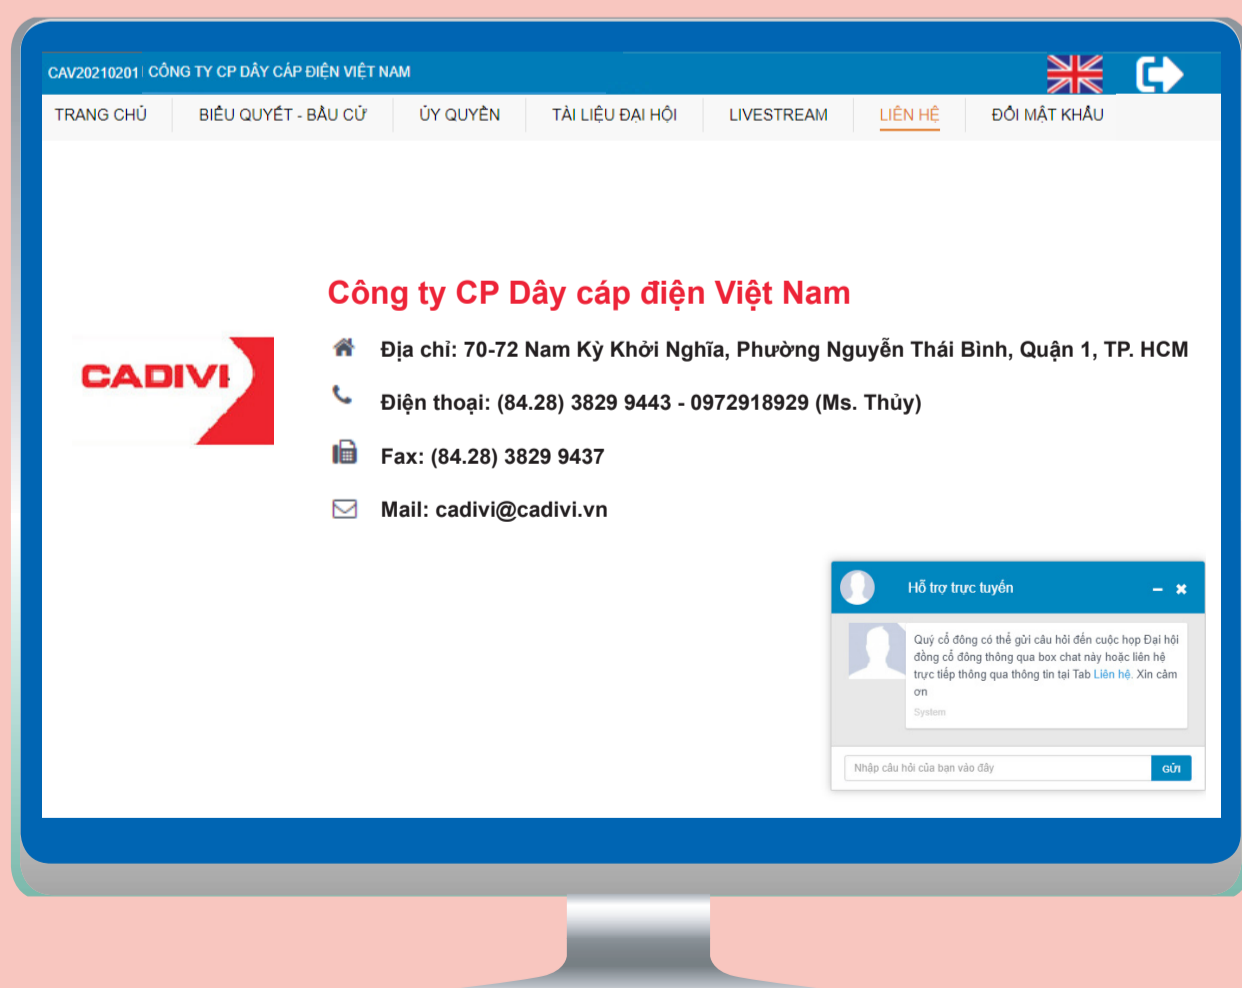 CAV20210201 CÔNG TY CP DÂY CÁP ĐIỆN VIỆT NAM
TRANG CHỦ BIỂU QUYẾT - BẦU CỬ ỦY QUYỀN TÀI LIỆU ĐẠI HỘI LIVESTREAM LIÊN HỆ ĐỔI MẬT KHẨU
Công ty CP Dây cáp điện Việt Nam
CADIVI
Địa chỉ: 70-72 Nam Kỳ Khởi Nghĩa, Phường Nguyễn Thái Bình, Quận 1, TP. HCM
Điện thoại: (84.28) 3829 9443 - 0972918929 (Ms. Thủy)
Fax: (84.28) 3829 9437
Mail: cadivi@cadivi.vn
Hỗ trợ trực tuyến
Quý cổ đông có thể gửi câu hỏi đến cuộc họp Đại hội
đồng cổ đông thông qua box chat này hoặc liên hệ
trực tiếp thông qua thông tin tại Tab Liên hệ. Xin cảm
ơn
System
Nhập câu hỏi của bạn vào đây GỬI